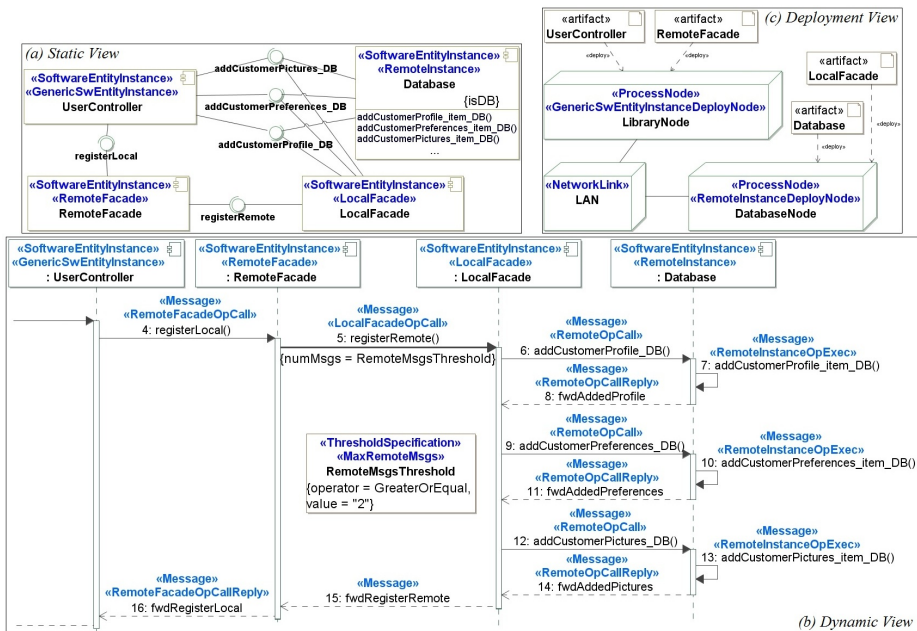 (a) Static View
«SoftwareEntityInstance»
«GenericSwEntityInstance»
UserController
addCustomerPictures_DB
addCustomerPreferences_DB
addCustomerProfile_DB
«SoftwareEntityInstance»
«RemoteInstance»
Database
{isDB}
addCustomerProfile_item_DB()
addCustomerPreferences_item_DB()
addCustomerPictures_item_DB()
...
registerLocal
«SoftwareEntityInstance»
«RemoteFacade»
RemoteFacade
registerRemote
«SoftwareEntityInstance»
«LocalFacade»
LocalFacade
(c) Deployment View
«artifact»
UserController
«artifact»
RemoteFacade
«artifact»
LocalFacade
«deploy»
«deploy»
«ProcessNode»
«GenericSwEntityInstanceDeployNode»
LibraryNode
«artifact»
Database
«deploy»
«deploy»
«NetworkLink»
LAN
«ProcessNode»
«RemoteInstanceDeployNode»
DatabaseNode
«SoftwareEntityInstance»
«GenericSwEntityInstance»
: UserController
«SoftwareEntityInstance»
«RemoteFacade»
: RemoteFacade
«SoftwareEntityInstance»
«LocalFacade»
: LocalFacade
«SoftwareEntityInstance»
«RemoteInstance»
: Database
«Message»
«RemoteFacadeOpCall»
4: registerLocal()
«Message»
«LocalFacadeOpCall»
5: registerRemote()
{numMsgs = RemoteMsgsThreshold}
«Message»
«RemoteOpCall»
6: addCustomerProfile_DB()
«Message»
«RemoteInstanceOpExec»
7: addCustomerProfile_item_DB()
«Message»
«RemoteOpCallReply»
8: fwdAddedProfile
«ThresholdSpecification»
«MaxRemoteMsgs»
RemoteMsgsThreshold
{operator = GreaterOrEqual,
value = "2"}
«Message»
«RemoteOpCall»
9: addCustomerPreferences_DB()
«Message»
«RemoteInstanceOpExec»
10: addCustomerPreferences_item_DB()
«Message»
«RemoteOpCallReply»
11: fwdAddedPreferences
«Message»
«RemoteOpCall»
12: addCustomerPictures_DB()
«Message»
«RemoteInstanceOpExec»
13: addCustomerPictures_item_DB()
«Message»
«RemoteOpCallReply»
14: fwdAddedPictures
«Message»
15: fwdRegisterRemote
«Message»
«RemoteFacadeOpCallReply»
16: fwdRegisterLocal
(b) Dynamic View